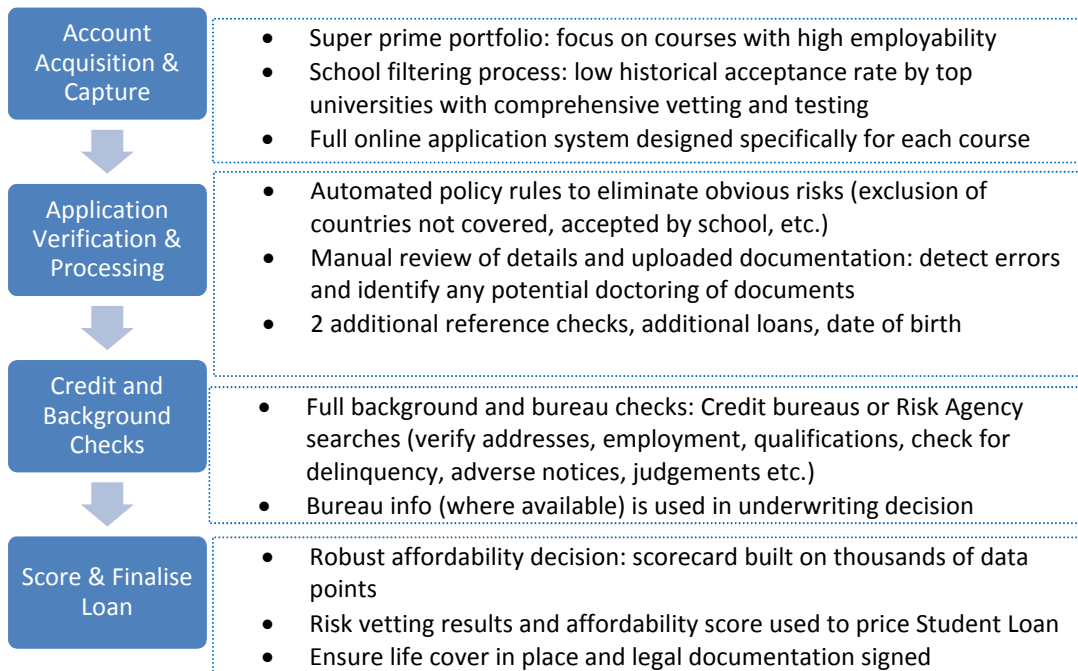 Account
Acquisition &
Capture
• Super prime portfolio: focus on courses with high employability
• School filtering process: low historical acceptance rate by top
universities with comprehensive vetting and testing
• Full online application system designed specifically for each course
Application
Verification &
Processing
• Automated policy rules to eliminate obvious risks (exclusion of
countries not covered, accepted by school, etc.)
• Manual review of details and uploaded documentation: detect errors
and identify any potential doctoring of documents
• 2 additional reference checks, additional loans, date of birth
Credit and
Background
Checks
• Full background and bureau checks: Credit bureaus or Risk Agency
searches (verify addresses, employment, qualifications, check for
delinquency, adverse notices, judgements etc.)
• Bureau info (where available) is used in underwriting decision
Score & Finalise
Loan
• Robust affordability decision: scorecard built on thousands of data
points
• Risk vetting results and affordability score used to price Student Loan
• Ensure life cover in place and legal documentation signed